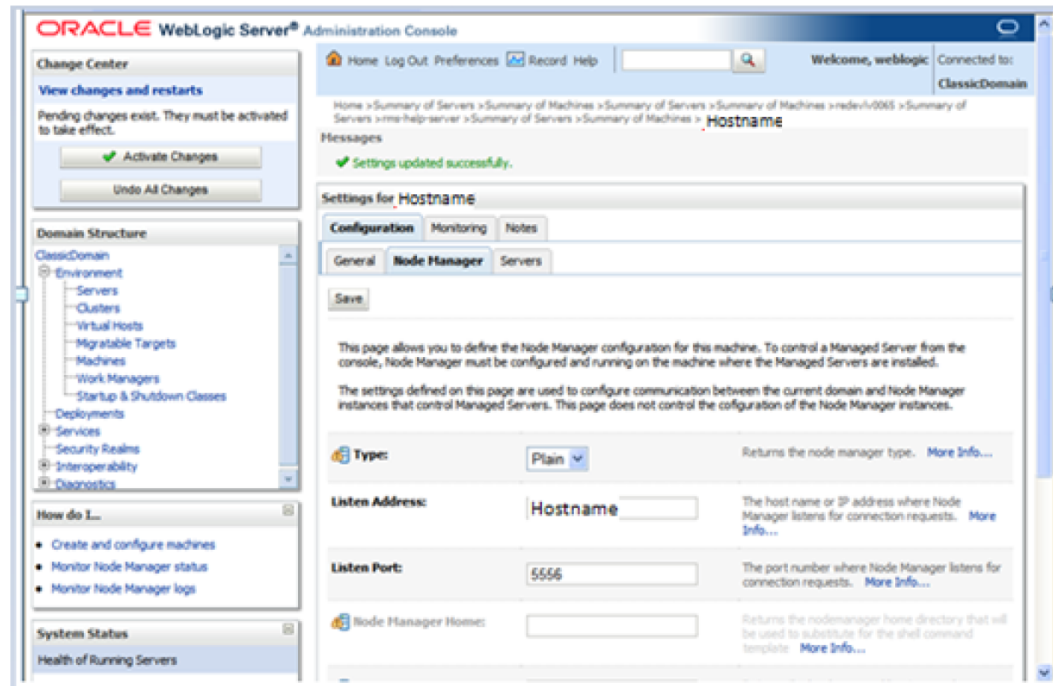 ORACLE WebLogic Server® Administration Console
Change Center
View changes and restarts
Pending changes exist. They must be activated
to take effect.
Activate Changes
Undo All Changes
Domain Structure
ClassicDomain
Environment
Servers
Clusters
Virtual Hosts
Migratable Targets
Machines
Work Managers
Startup & Shutdown Classes
Deployments
Services
Security Realms
Interoperability
Diagnostics
How do I...
Create and configure machines
Monitor Node Manager status
Monitor Node Manager logs
System Status
Health of Running Servers
Home Log Out Preferences Record Help
Welcome, weblogic
Connected to:
ClassicDomain
Home >Summary of Servers >Summary of Machines >Summary of Servers >Summary of Machines >redevlv0065 >Summary of
Servers >rms-help-server >Summary of Servers >Summary of Machines > Hostname
Messages
Settings updated successfully.
Settings for Hostname
Configuration Monitoring Notes
General Node Manager Servers
Save
This page allows you to define the Node Manager configuration for this machine. To control a Managed Server from the
console, Node Manager must be configured and running on the machine where the Managed Servers are installed.
The settings defined on this page are used to configure communication between the current domain and Node Manager
instances that control Managed Servers. This page does not control the cofiguration of the Node Manager instances.
Type:
Plain
Returns the node manager type. More Info...
Listen Address:
Hostname
The host name or IP address where Node
Manager listens for connection requests. More
Info...
Listen Port:
5556
The port number where Node Manager listens for
connection requests. More Info...
Node Manager Home:
Returns the nodemanager home directory that will
be used to substitute for the shell command
template More Info...